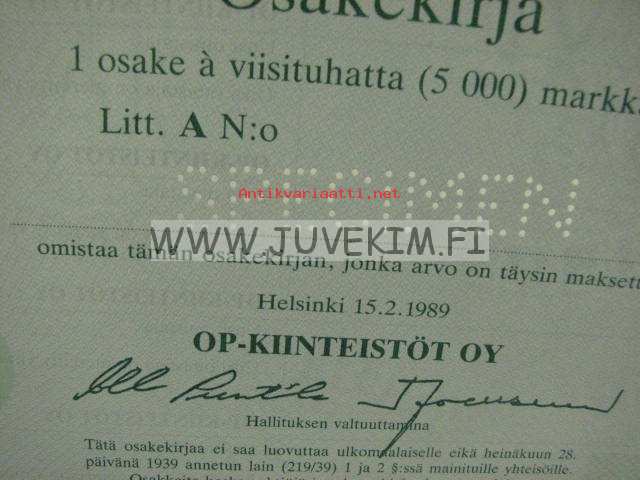 Osakekirja
1 osake à viisituhatta (5 000) markka
Litt. A N:o
SPECIMEN
Antikvariaatti.net
WWW.JUVEKIM.FI
omistaa tämän osakekirjan, jonka arvo on täysin maksett
Helsinki 15.2.1989
OP-KIINTEISTÖT OY
Hallituksen valtuuttamina
Tätä osakekirjaa ei saa luovuttaa ulkomaalaiselle eikä heinäkuun 28.
päivänä 1939 annetun lain (219/39) 1 ja 2 §:ssä mainituille yhteisöille.